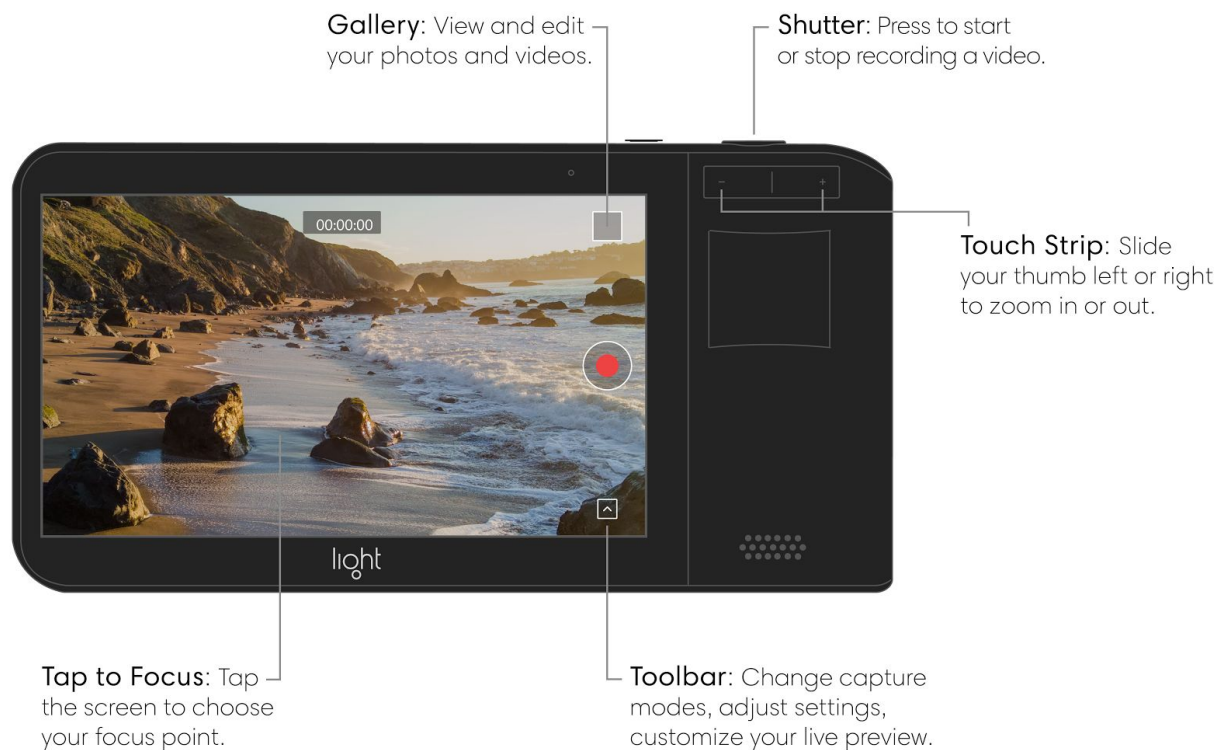 Gallery: View and edit
your photos and videos.
Shutter: Press to start
or stop recording a video.
- +
00:00:00
Touch Strip: Slide
your thumb left or right
to zoom in or out.
light
Tap to Focus: Tap
the screen to choose
your focus point.
Toolbar: Change capture
modes, adjust settings,
customize your live preview.